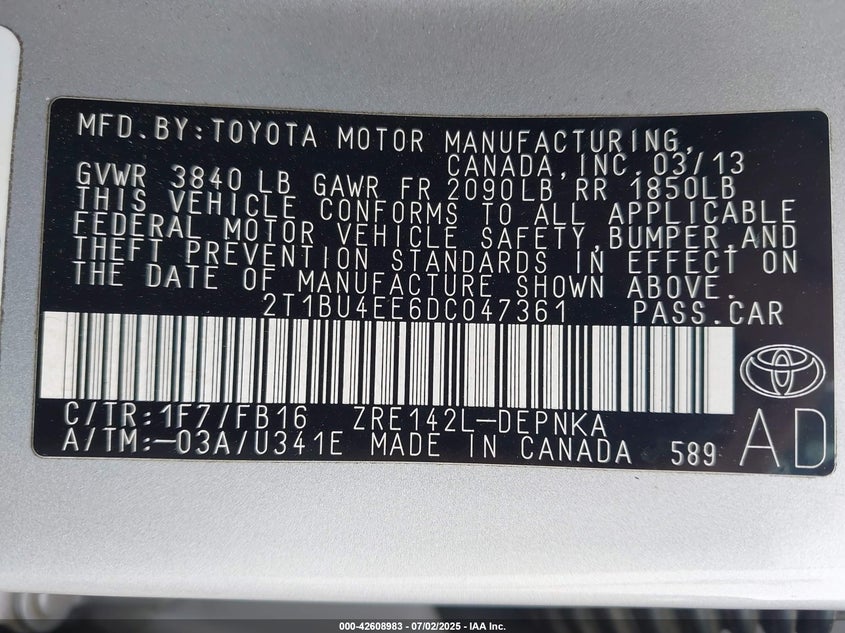 MFD.BY:TOYOTA MOTOR MANUFACTURING,
CANADA,INC.03/13
GVWR 3840 LB GAWR FR 2090LB RR 1850LB
THIS VEHICLE CONFORMS TO ALL APPLICABLE
FEDERAL MOTOR VEHICLE SAFETY,BUMPER,AND
THEFT PREVENTION STANDARDS IN EFFECT ON
THE DATE OF MANUFACTURE SHOWN ABOVE.
2T1BU4EE6DC047361 PASS.CAR
C/TR:1F7/FB16 ZRE142L-DEPNKA
A/TM:-03A/U341E MADE IN CANADA 589 AD
000-42608983 - 07/02/2025 - IAA Inc.